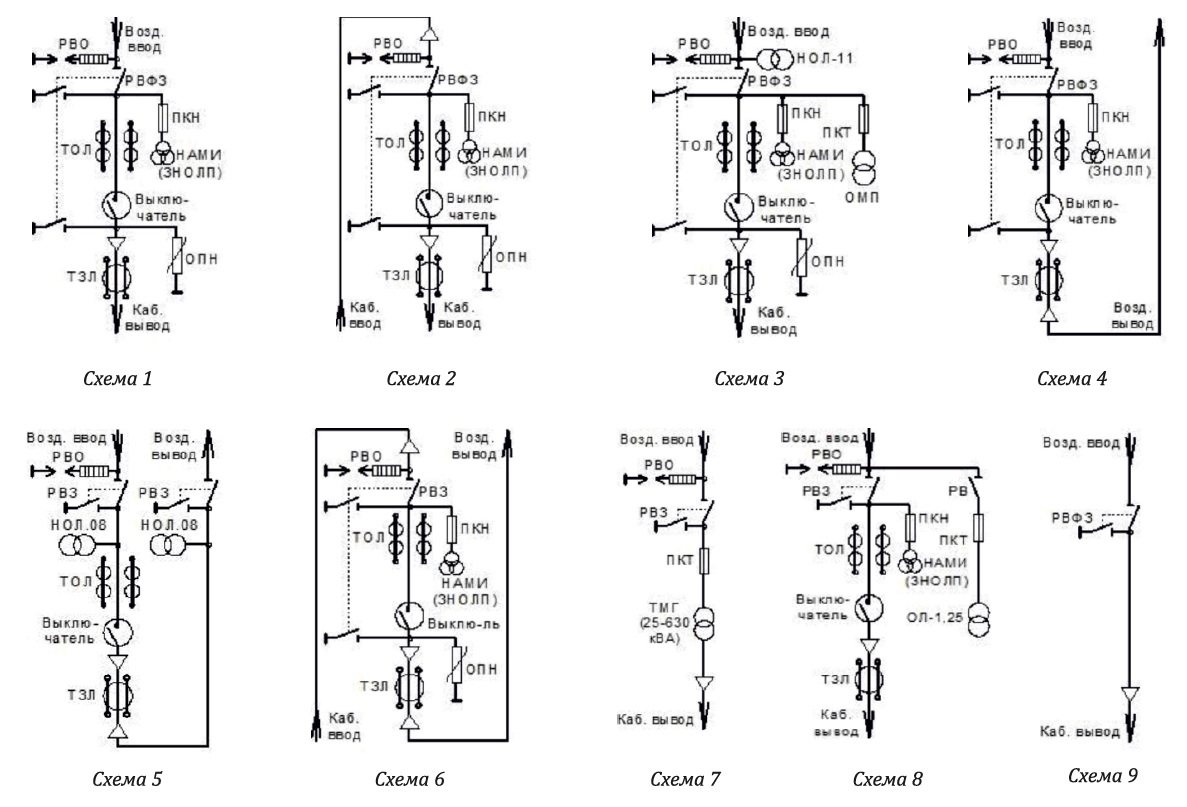 Возд.
ввод
РВО
РВФЗ
ПКН
ТОЛ
НАМИ
(ЗНОЛП)
Выклю-
чатель
ОПН
ТЗЛ
Каб.
вывод
Схема 1
РВО
РВФЗ
ПКН
ТОЛ
НАМИ
(ЗНОЛП)
Выклю-
чатель
ОПН
ТЗЛ
Каб.
ввод
Каб.
вывод
Схема 2
Возд. ввод
РВО
НОЛ-11
РВФЗ
ПКН
ПКТ
ТОЛ
НАМИ
(ЗНОЛП)
ОМП
Выклю-
чатель
ОПН
ТЗЛ
Каб.
вывод
Схема 3
Возд.
ввод
РВО
РВФЗ
ПКН
ТОЛ
НАМИ
(ЗНОЛП)
Выклю-
чатель
ТЗЛ
Возд.
вывод
Схема 4
Возд. ввод
Возд.
вывод
РВО
РВЗ
РВЗ
НОЛ.08
НОЛ.08
ТОЛ
Выклю-
чатель
ТЗЛ
Схема 5
Возд.
вывод
РВО
РВЗ
ПКН
ТОЛ
НАМИ
(ЗНОЛП)
Выклю-ль
ОПН
ТЗЛ
Каб.
ввод
Схема 6
Возд. ввод
РВО
РВЗ
ПКТ
ТМГ
(25-630
кВА)
Каб. вывод
Схема 7
Возд. ввод
РВО
РВЗ
РВ
ПКН
ПКТ
ТОЛ
НАМИ
(ЗНОЛП)
Выклю-
чатель
ОЛ-1,25
ТЗЛ
Каб.
вывод
Схема 8
Возд. ввод
РВФЗ
Каб. вывод
Схема 9